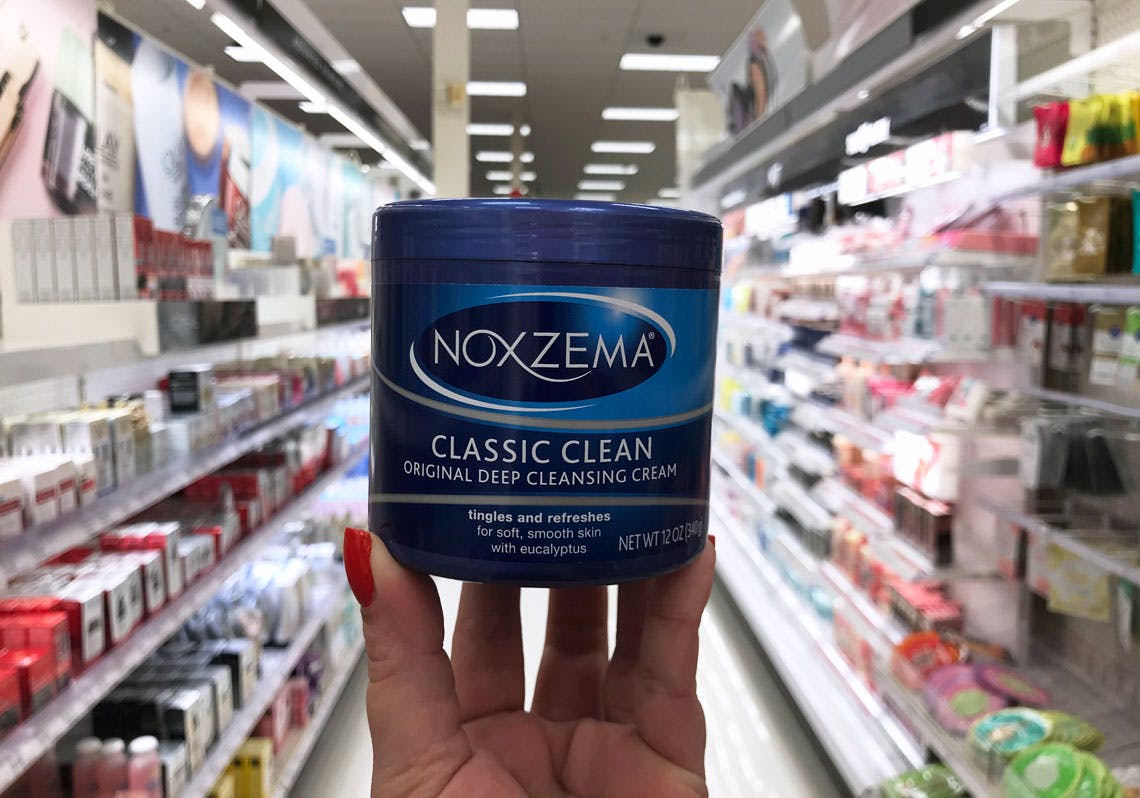 NOXZEMA®
CLASSIC CLEAN
ORIGINAL DEEP CLEANSING CREAM
tingles and refreshes
for soft, smooth skin
with eucalyptus
NET WT 12 OZ (340g)